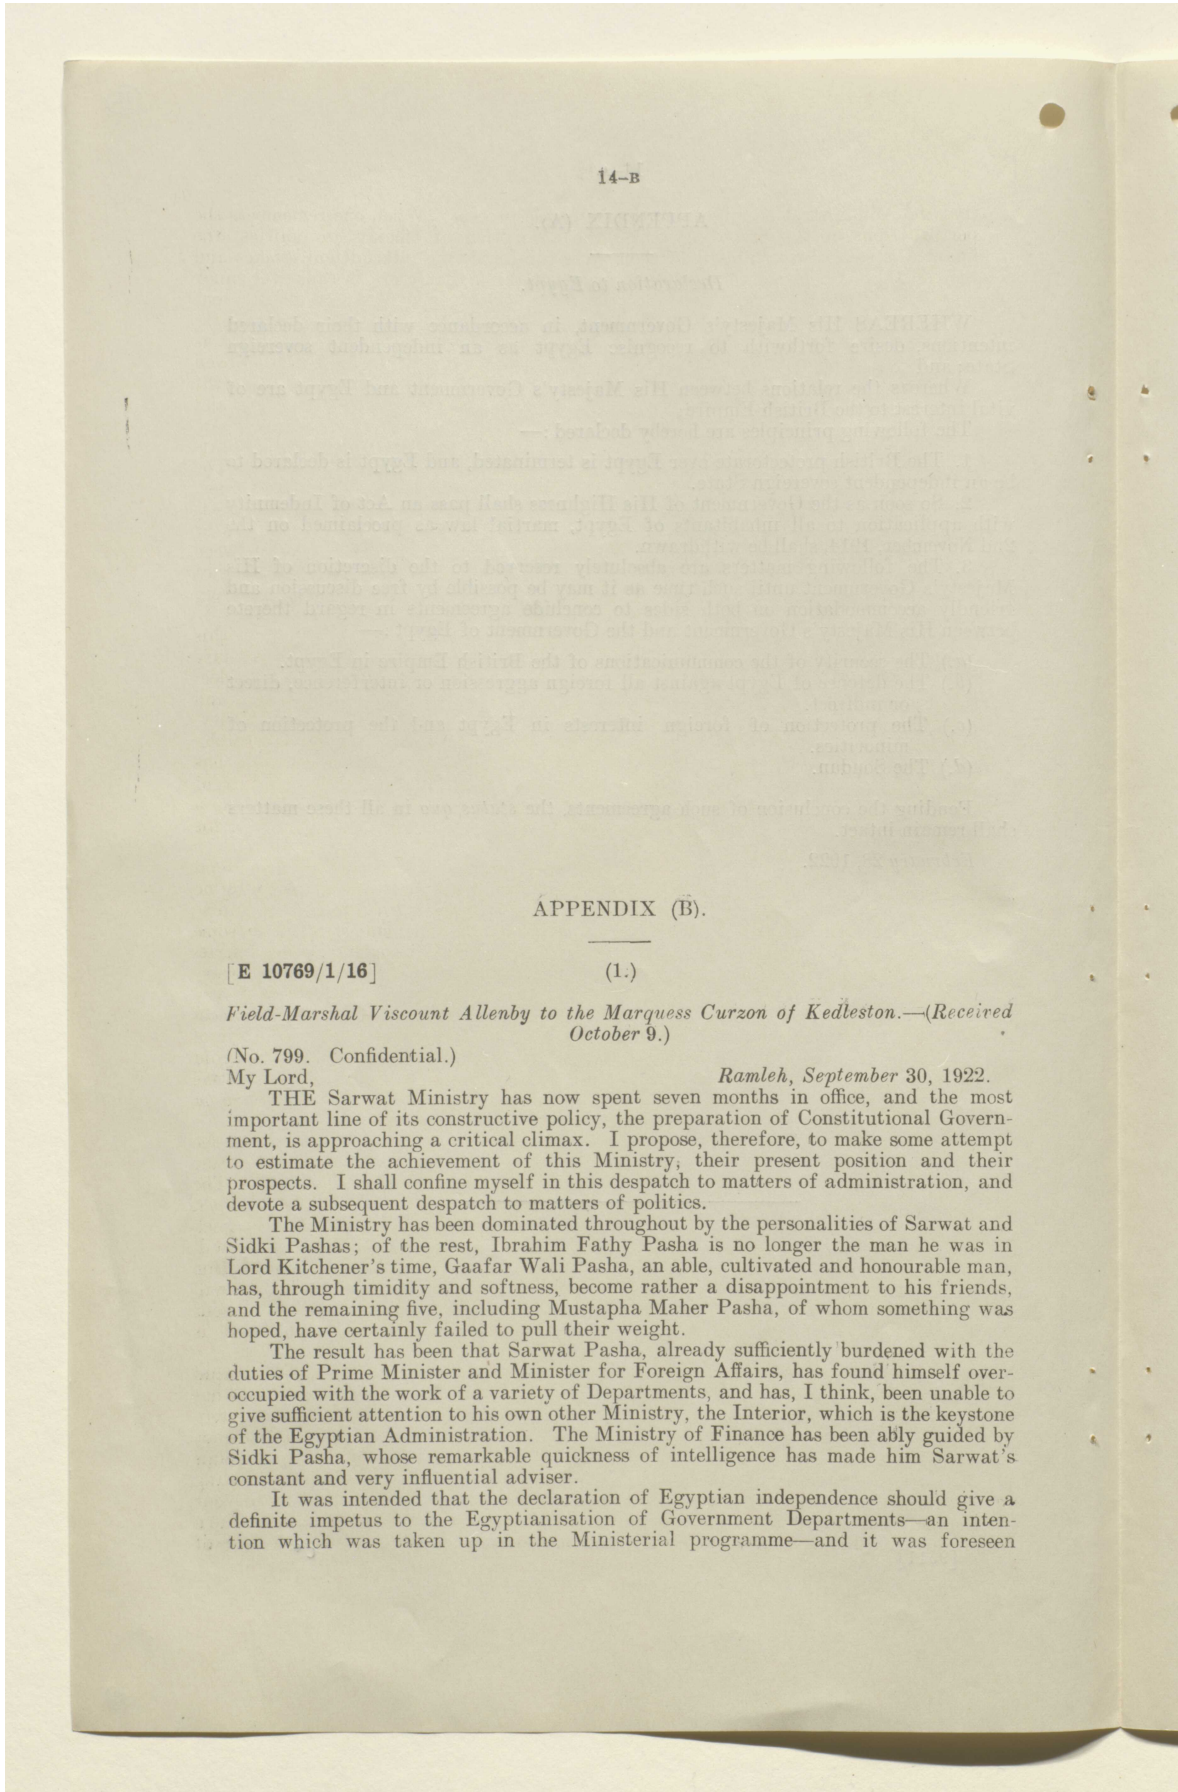 14-B
APPENDIX (B).
[E 10769/1/16]
(1.)
Field-Marshal Viscount Allenby to the Marquess Curzon of Kedleston.—(Received
October 9.)
(No. 799. Confidential.)
My Lord,
Ramleh, September 30, 1922.
THE Sarwat Ministry has now spent seven months in office, and the most
important line of its constructive policy, the preparation of Constitutional Govern-
ment, is approaching a critical climax. I propose, therefore, to make some attempt
to estimate the achievement of this Ministry, their present position and their
prospects. I shall confine myself in this despatch to matters of administration, and
devote a subsequent despatch to matters of politics.
The Ministry has been dominated throughout by the personalities of Sarwat and
Sidki Pashas; of the rest, Ibrahim Fathy Pasha is no longer the man he was in
Lord Kitchener's time, Gaafar Wali Pasha, an able, cultivated and honourable man,
has, through timidity and softness, become rather a disappointment to his friends,
and the remaining five, including Mustapha Maher Pasha, of whom something was
hoped, have certainly failed to pull their weight.
The result has been that Sarwat Pasha, already sufficiently burdened with the
duties of Prime Minister and Minister for Foreign Affairs, has found himself over-
occupied with the work of a variety of Departments, and has, I think, been unable to
give sufficient attention to his own other Ministry, the Interior, which is the keystone
of the Egyptian Administration. The Ministry of Finance has been ably guided by
Sidki Pasha, whose remarkable quickness of intelligence has made him Sarwat's
constant and very influential adviser.
It was intended that the declaration of Egyptian independence should give a
definite impetus to the Egyptianisation of Government Departments—an inten-
tion which was taken up in the Ministerial programme—and it was foreseen